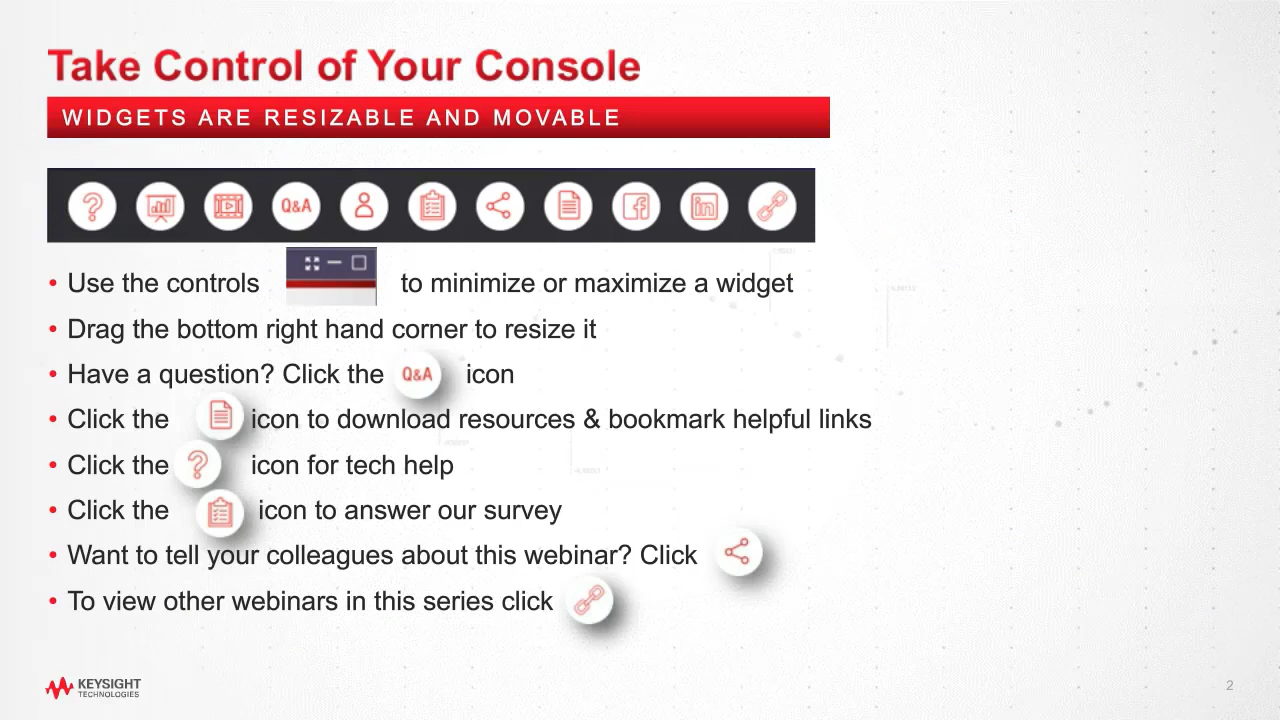 Take Control of Your Console
WIDGETS ARE RESIZABLE AND MOVABLE
Q&A
• Use the controls to minimize or maximize a widget
• Drag the bottom right hand corner to resize it
• Have a question? Click the Q&A icon
• Click the icon to download resources & bookmark helpful links
• Click the ? icon for tech help
• Click the icon to answer our survey
• Want to tell your colleagues about this webinar? Click
• To view other webinars in this series click
KEYSIGHT
TECHNOLOGIES
2